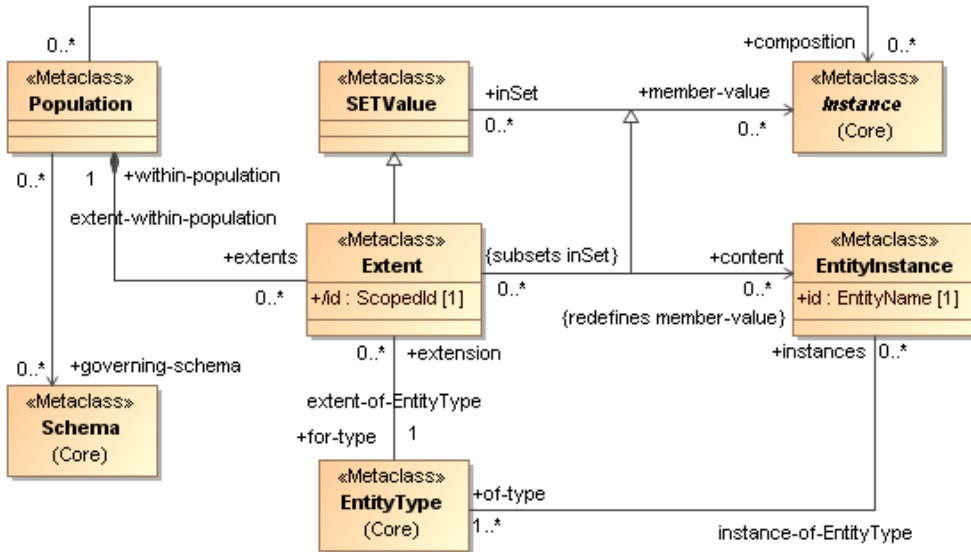 0..*
+composition
0..*
«Metaclass»
Population
«Metaclass»
SETValue
+inSet
0..*
+member-value
0..*
«Metaclass»
Instance
(Core)
0..*
1
+within-population
extent-within-population
+extents
0..*
«Metaclass»
Extent
+/id : ScopedId [1]
{subsets inSet}
0..*
+content
0..*
{redefines member-value}
«Metaclass»
EntityInstance
+id : EntityName [1]
+instances
0..*
0..*
+governing-schema
«Metaclass»
Schema
(Core)
0..*
+extension
extent-of-EntityType
+for-type
1
«Metaclass»
EntityType
(Core)
+of-type
1..*
instance-of-EntityType